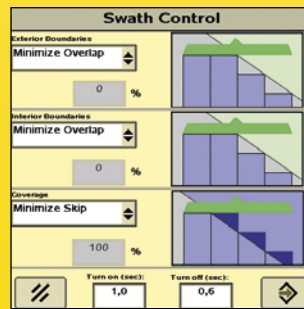 Swath Control
Exterior Boundaries
Minimize Overlap
0 %
Interior Boundaries
Minimize Overlap
0 %
Coverage
Minimize Skip
100 %
Turn on (sec): Turn off (sec):
1,0 0,6